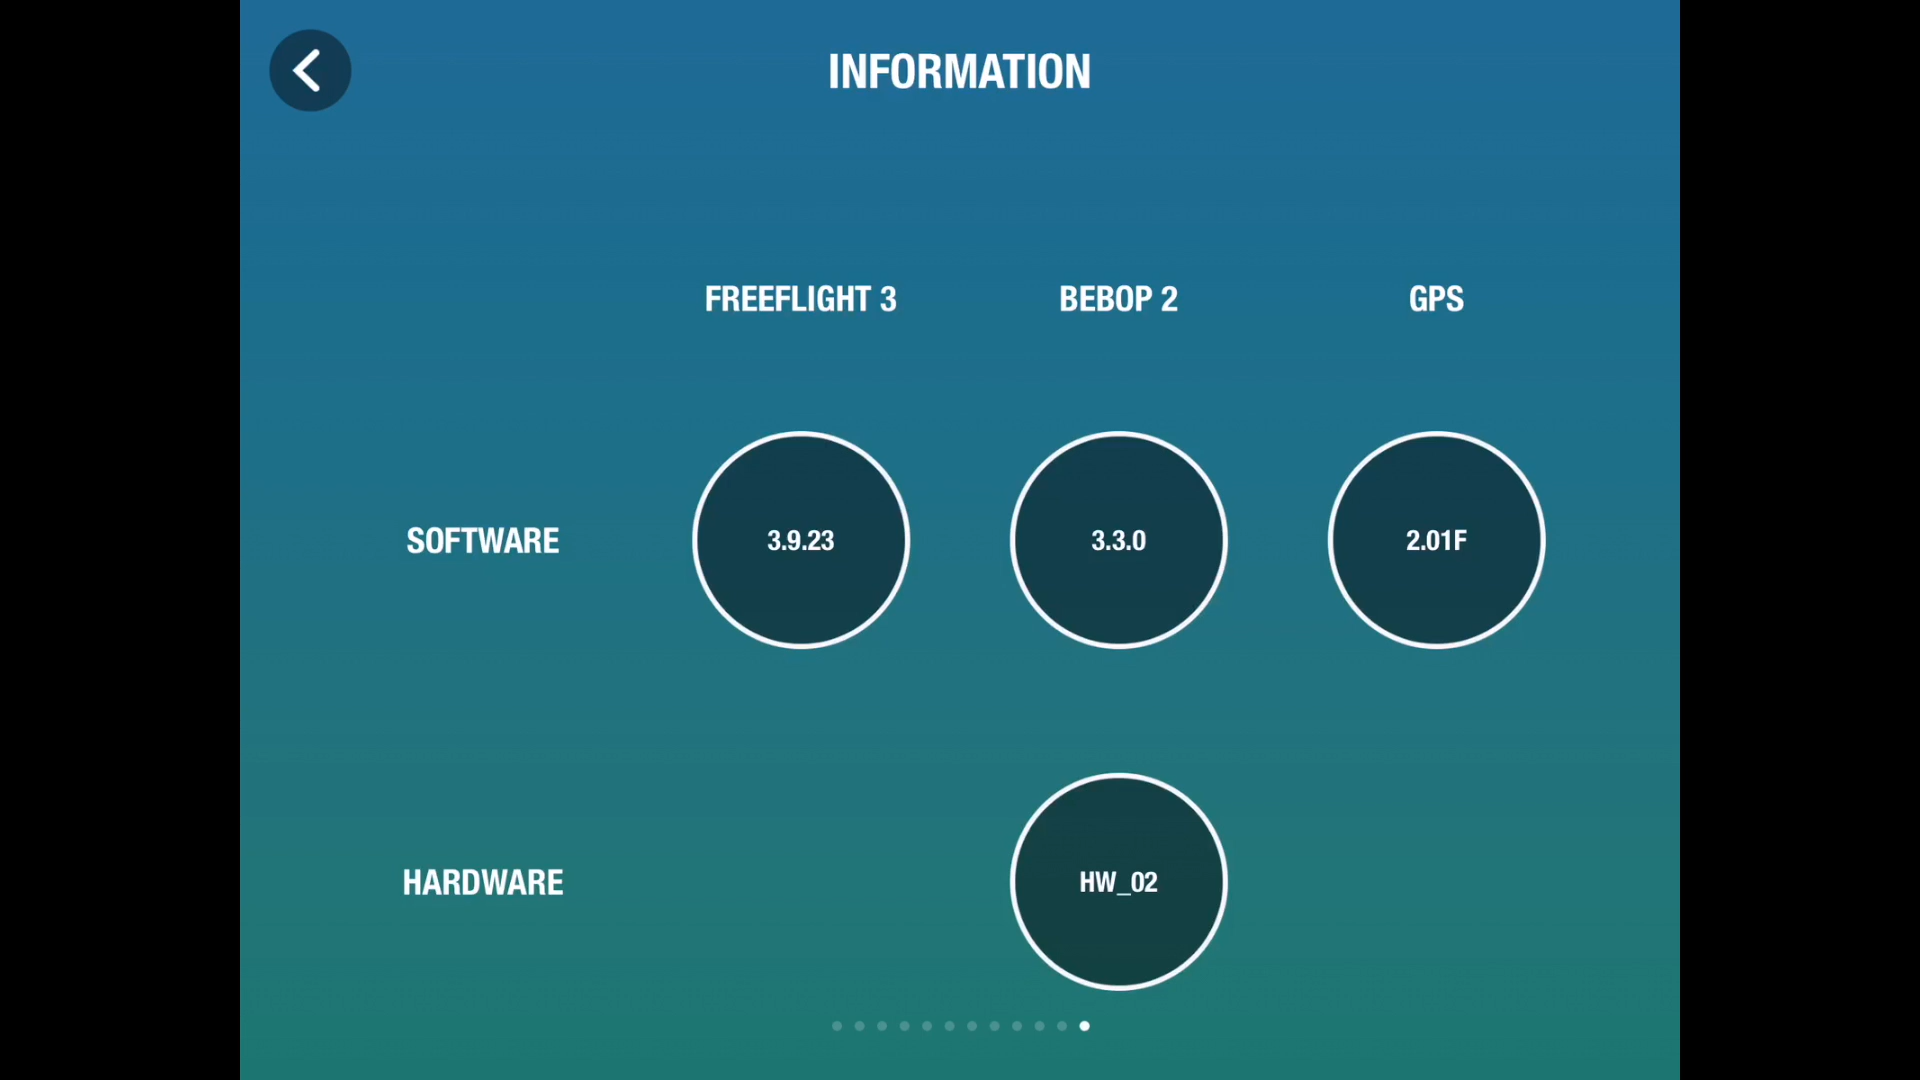 INFORMATION
FREEFLIGHT 3 BEBOP 2 GPS
SOFTWARE 3.9.23 3.3.0 2.01F
HARDWARE HW_02